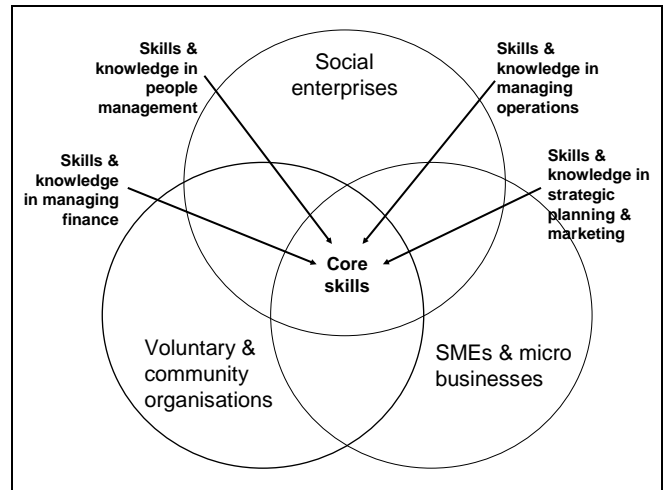 Skills &
knowledge in
people
management
Social
enterprises
Skills &
knowledge in
managing
operations
Skills &
knowledge
in managing
finance
Skills &
knowledge in
strategic
planning &
marketing
Core
skills
Voluntary &
community
organisations
SMEs & micro
businesses